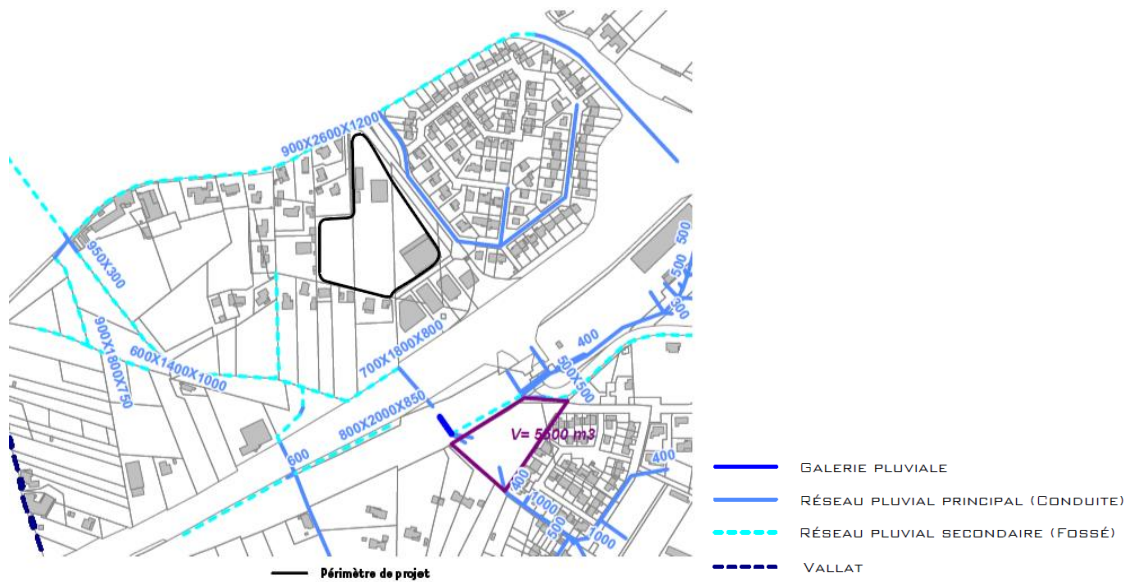 900X2600X1200
950X300
900X1800X750
600X1400X1000
700X1800X800
800X2000X850
600
400
500X500
300
500
500
V= 5500 m3
400
1000
500
1000
400
GALERIE PLUVIALE
RÉSEAU PLUVIAL PRINCIPAL (CONDUITE)
RÉSEAU PLUVIAL SECONDAIRE (FOSSÉ)
VALLAT
Périmètre de projet